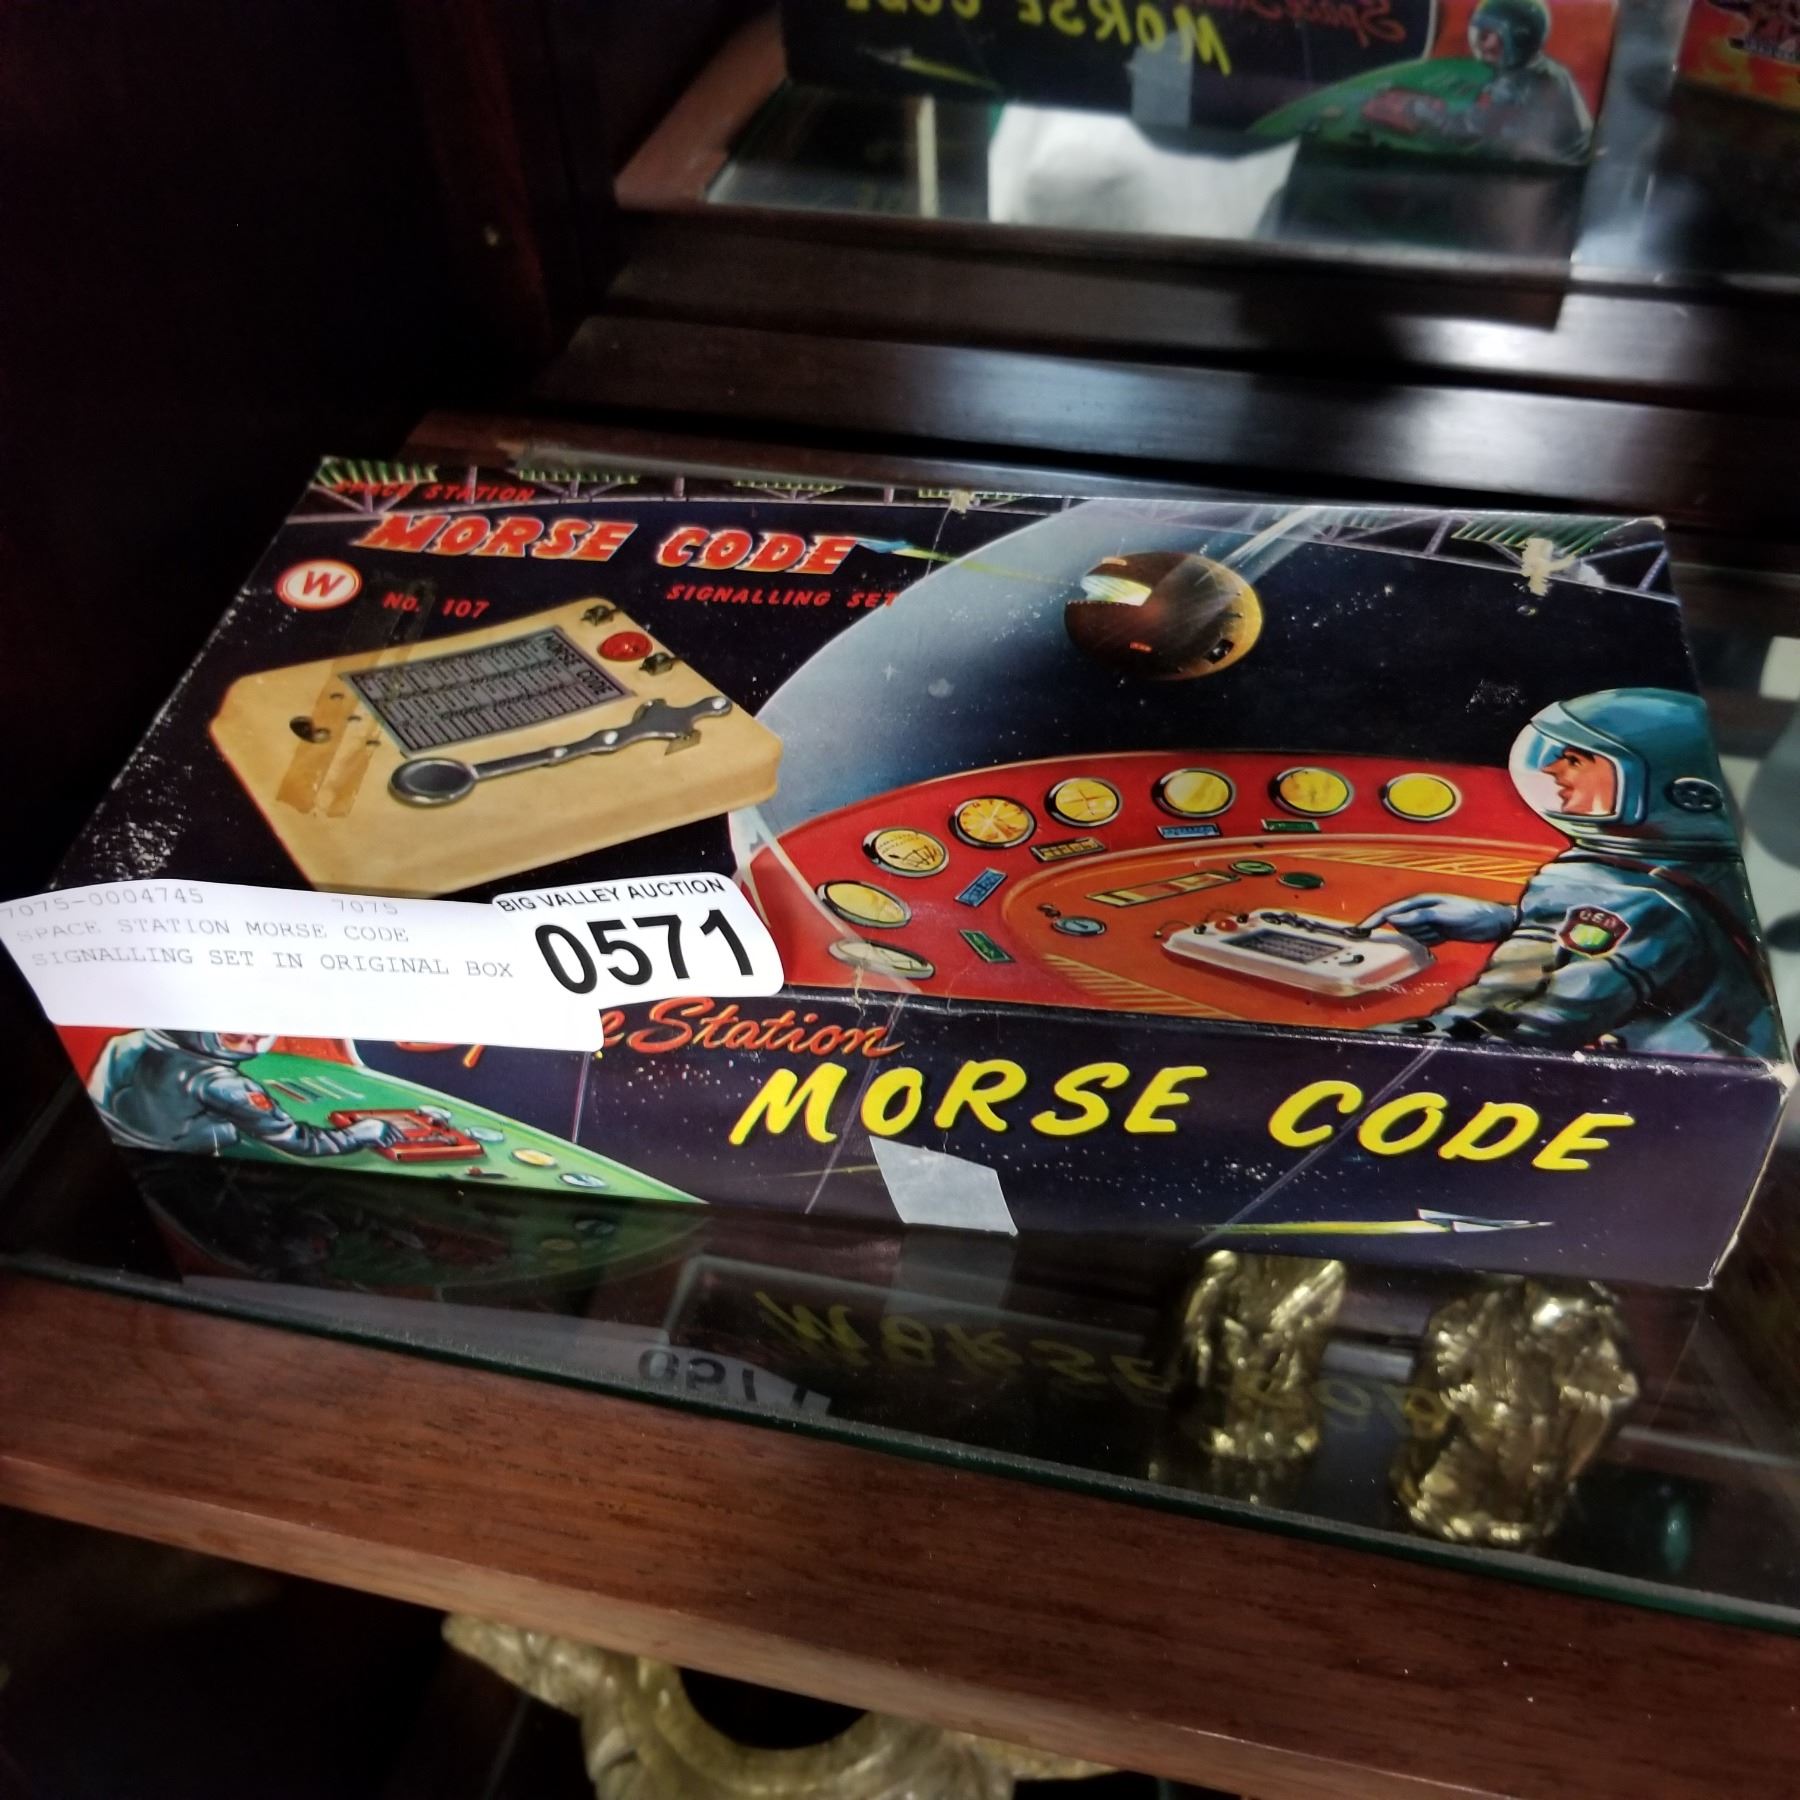 SPACE STATION
MORSE CODE
SIGNALLING SET
W
NO. 107
MORSE CODE
7075-0004745 7075
SPACE STATION MORSE CODE
SIGNALLING SET IN ORIGINAL BOX
BIG VALLEY AUCTION
0571
Station
MORSE CODE